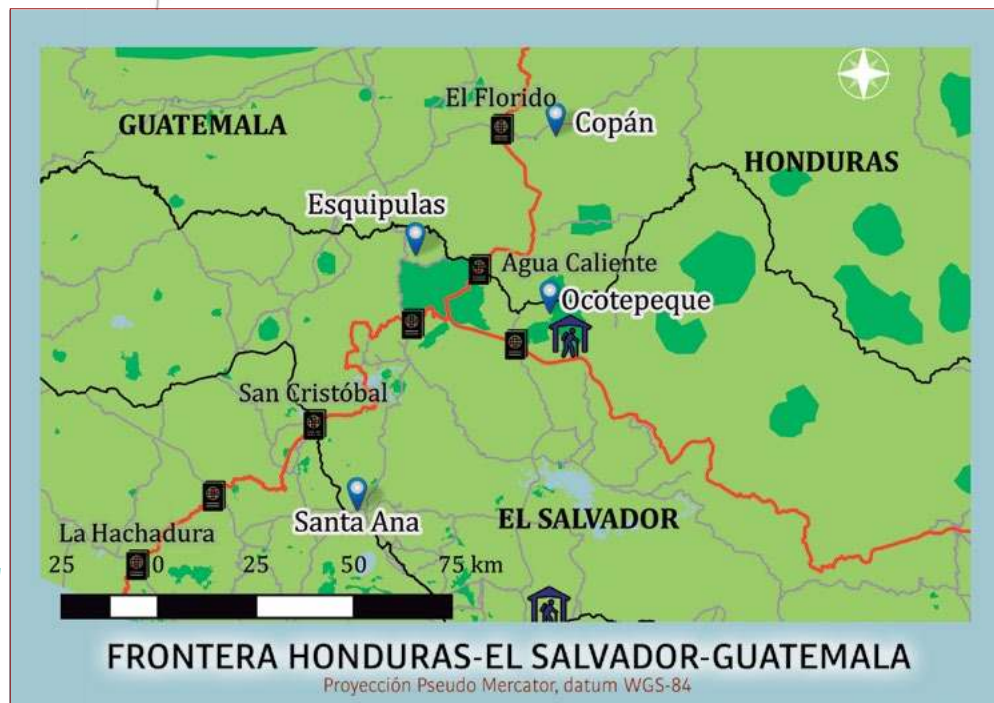 El Florido
GUATEMALA
Copán
HONDURAS
Esquipulas
Agua Caliente
Ocotepeque
San Cristóbal
Santa Ana
EL SALVADOR
La Hachadura
25 0 25 50 75 km
FRONTERA HONDURAS-EL SALVADOR-GUATEMALA
Proyección Pseudo Mercator, datum WGS-84